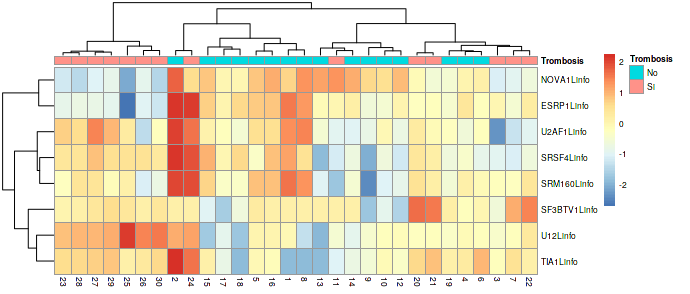 Trombosis
Trombosis
No
SI
NOVA1Linfo
ESRP1Linfo
U2AF1Linfo
SRSF4Linfo
SRM160Linfo
SF3BTV1Linfo
U12Linfo
TIA1Linfo
2
1
0
-1
-2
23 28 27 29 25 26 30 2 24 15 17 18 5 16 1 8 13 11 14 9 10 12 20 21 19 4 6 3 7 22